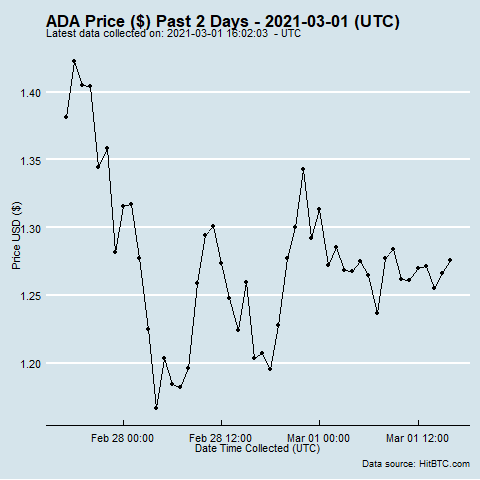 ADA Price ($) Past 2 Days - 2021-03-01 (UTC)
Latest data collected on: 2021-03-01 16:02:03 - UTC
1.40
1.35
1.30
1.25
1.20
Price USD ($)
Feb 28 00:00
Feb 28 12:00
Mar 01 00:00
Mar 01 12:00
Date Time Collected (UTC)
Data source: HitBTC.com